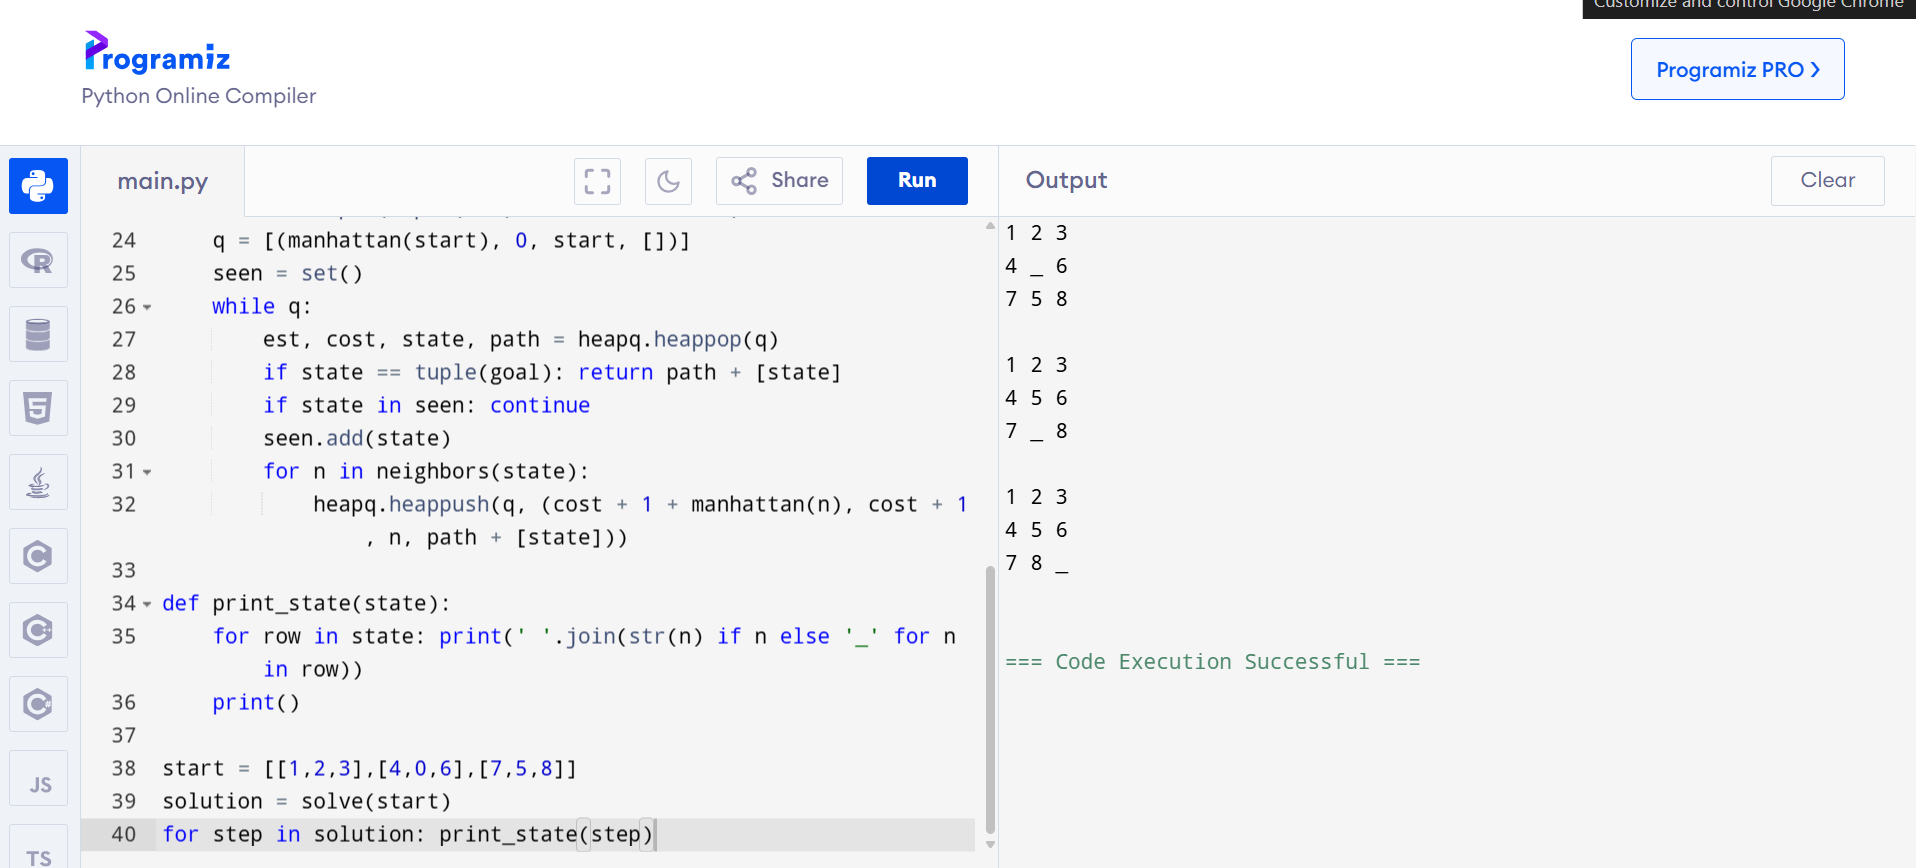 Customize and control Google Chrome
Programiz
Python Online Compiler
Programiz PRO ›
main.py
Share
Run
Output
Clear
24 q = [(manhattan(start), 0, start, [])]
25 seen = set()
26 while q:
27 est, cost, state, path = heapq.heappop(q)
28 if state == tuple(goal): return path + [state]
29 if state in seen: continue
30 seen.add(state)
31 for n in neighbors(state):
32 heapq.heappush(q, (cost + 1 + manhattan(n), cost + 1
, n, path + [state]))
33
34 def print_state(state):
35 for row in state: print(' '.join(str(n) if n else '_' for n
in row))
36 print()
37
38 start = [[1,2,3],[4,0,6],[7,5,8]]
39 solution = solve(start)
40 for step in solution: print_state(step)
1 2 3
4 _ 6
7 5 8
1 2 3
4 5 6
7 _ 8
1 2 3
4 5 6
7 8 _
=== Code Execution Successful ===
R
5
C
C++
C#
JS
TS